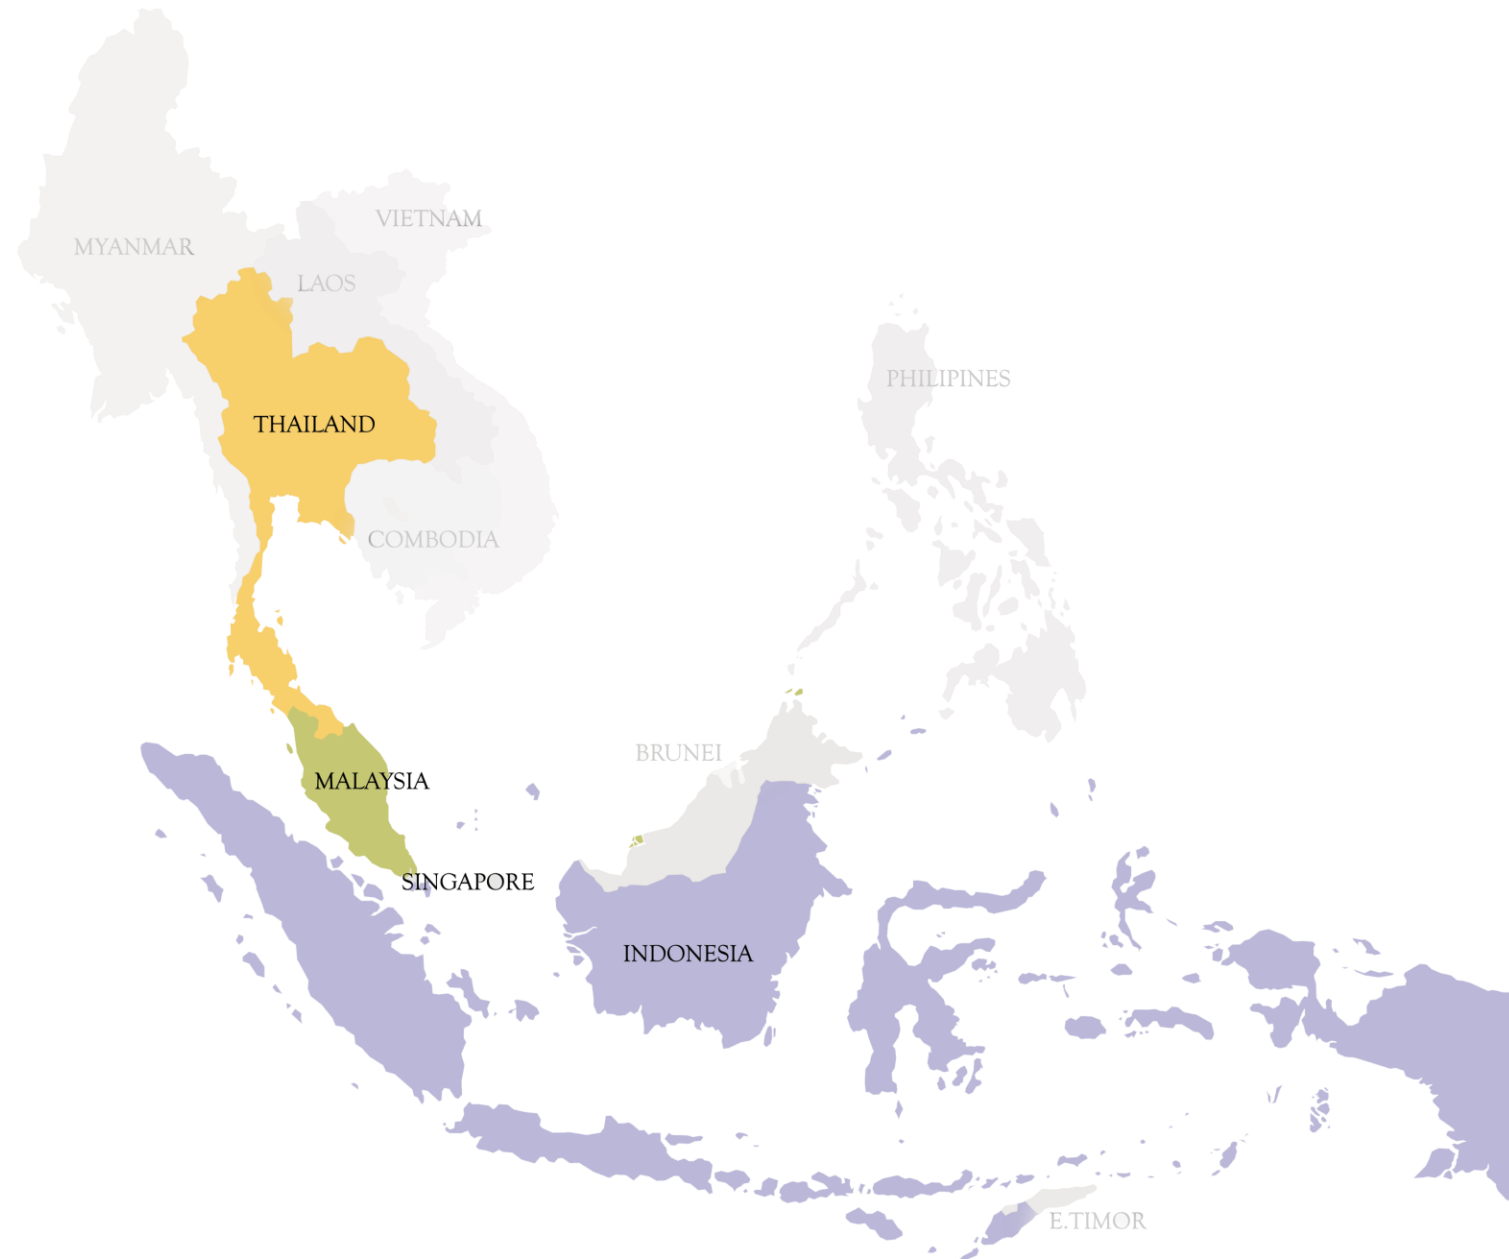 VIETNAM
MYANMAR
LAOS
PHILIPINES
THAILAND
COMBODIA
BRUNEI
MALAYSIA
SINGAPORE
INDONESIA
E.TIMOR